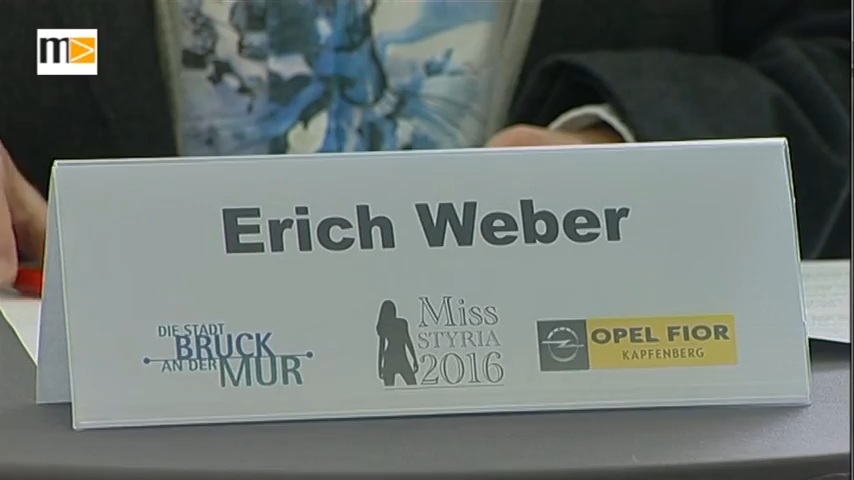 m
Erich Weber
DIE STADT
BRUCK
AN DER MUR
Miss
STYRIA
2016
OPEL FIOR
KAPFENBERG